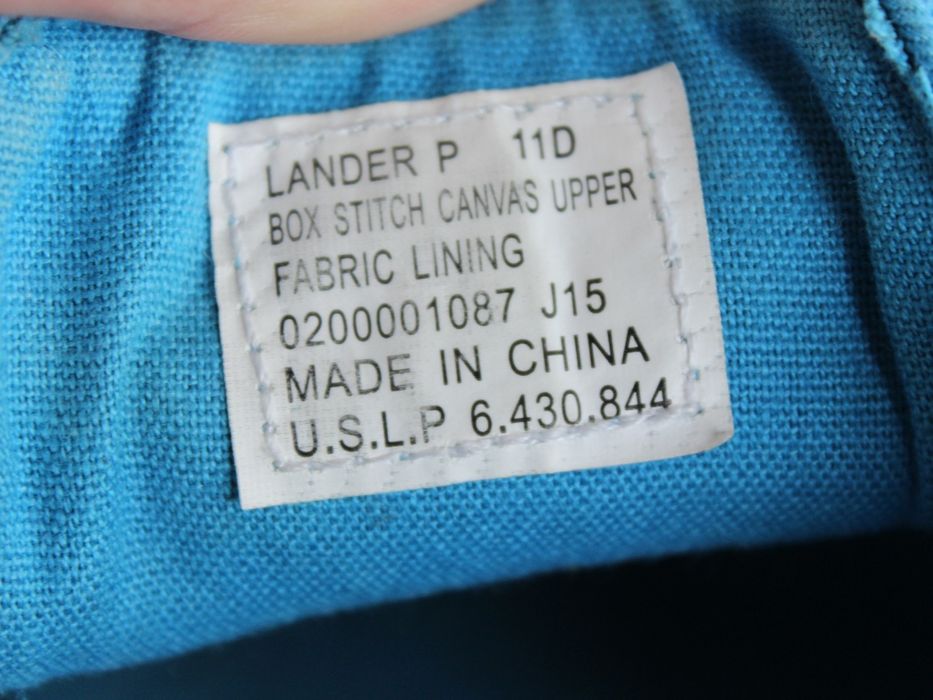 LANDER P 11D
BOX STITCH CANVAS UPPER
FABRIC LINING
0200001087 J15
MADE IN CHINA
U.S.L.P 6.430.844